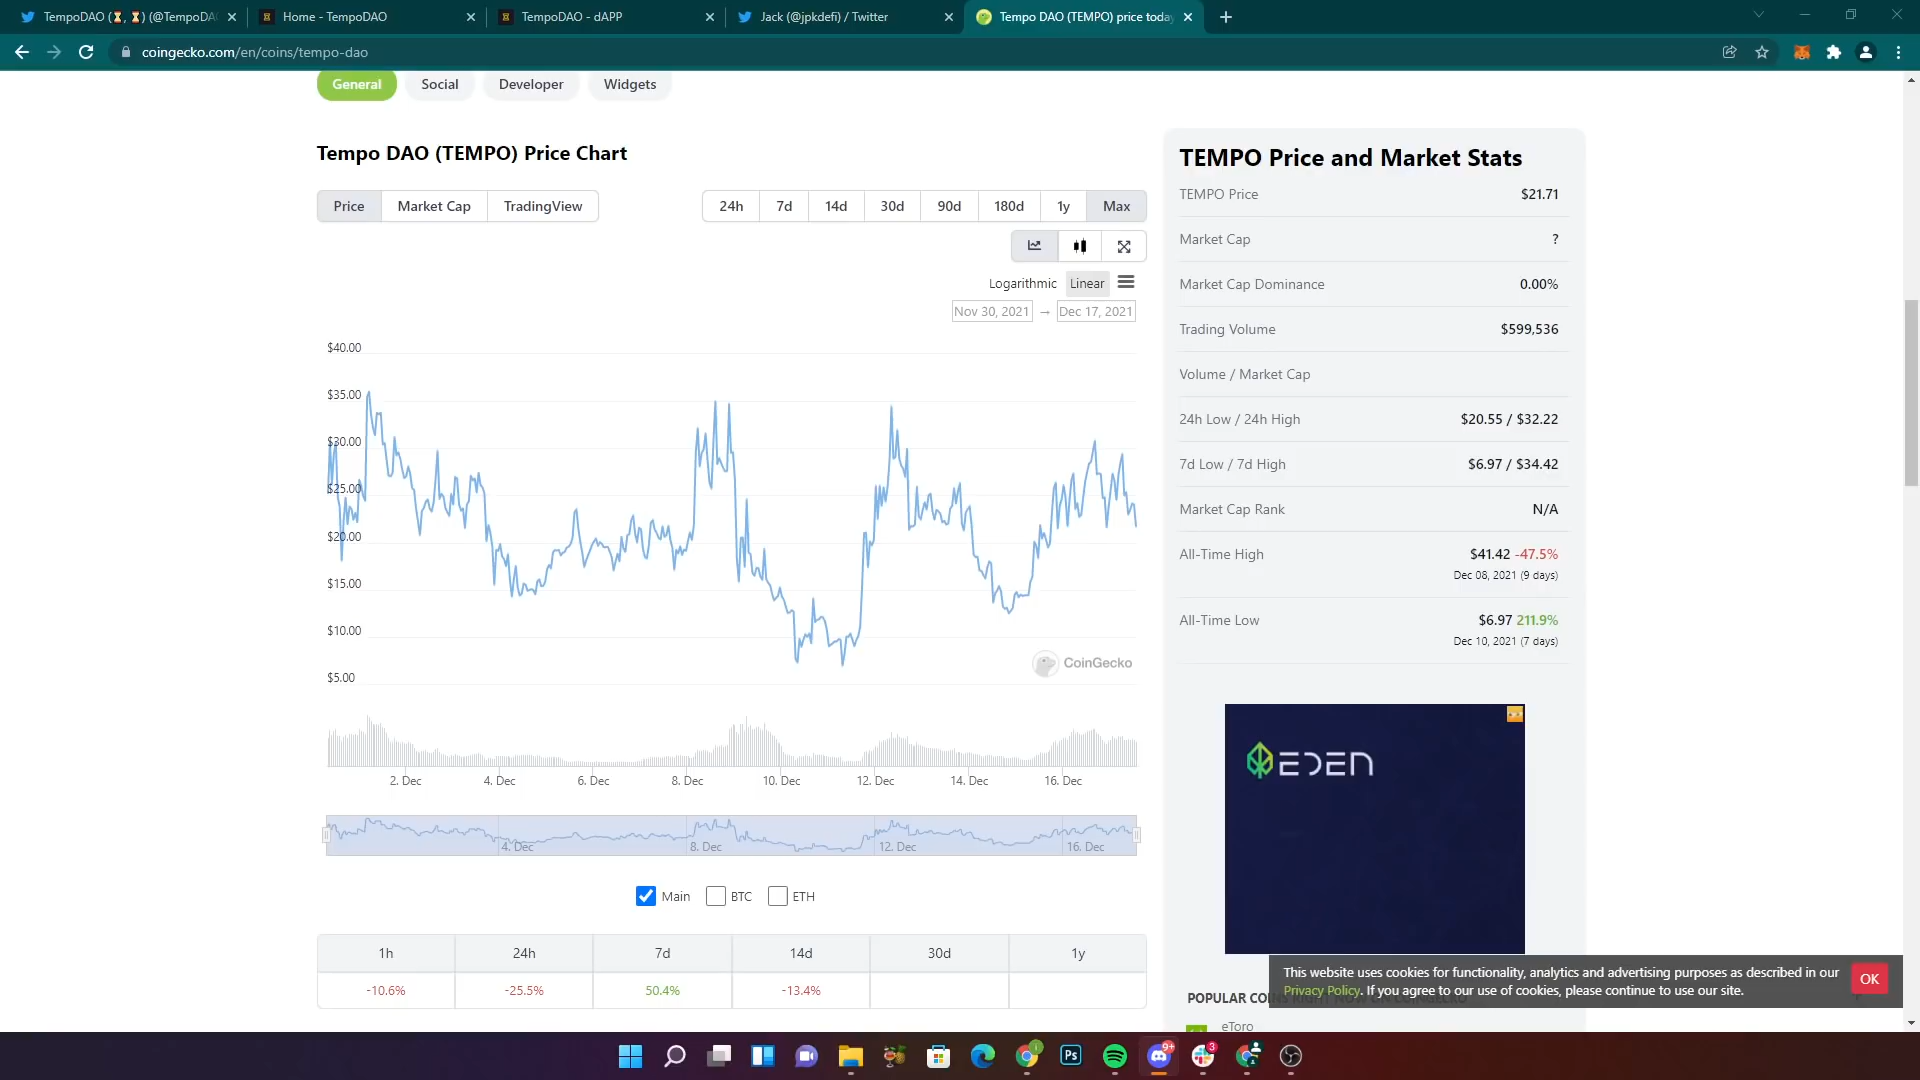 TempoDAO (⏳, ⏳) (@TempoDA
Home - TempoDAO
TempoDAO - dAPP
Jack (@jpkdefi) / Twitter
Tempo DAO (TEMPO) price today
coingecko.com/en/coins/tempo-dao
General
Social
Developer
Widgets
Tempo DAO (TEMPO) Price Chart
Price
Market Cap
TradingView
24h
7d
14d
30d
90d
180d
1y
Max
Logarithmic
Linear
Nov 30, 2021 → Dec 17, 2021
$40.00
$35.00
$30.00
$25.00
$20.00
$15.00
$10.00
$5.00
CoinGecko
2. Dec
4. Dec
6. Dec
8. Dec
10. Dec
12. Dec
14. Dec
16. Dec
4. Dec
8. Dec
12. Dec
16. Dec
Main
BTC
ETH
1h
24h
7d
14d
30d
1y
-10.6%
-25.5%
50.4%
-13.4%
TEMPO Price and Market Stats
TEMPO Price $21.71
Market Cap ?
Market Cap Dominance 0.00%
Trading Volume $599,536
Volume / Market Cap
24h Low / 24h High $20.55 / $32.22
7d Low / 7d High $6.97 / $34.42
Market Cap Rank N/A
All-Time High $41.42 -47.5%
Dec 08, 2021 (9 days)
All-Time Low $6.97 211.9%
Dec 10, 2021 (7 days)
EDEN
This website uses cookies for functionality, analytics and advertising purposes as described in our
Privacy Policy. If you agree to our use of cookies, please continue to use our site.
OK
POPULAR COINS RIGHT NOW ON COINGECKO
eToro
Ps
9+
3